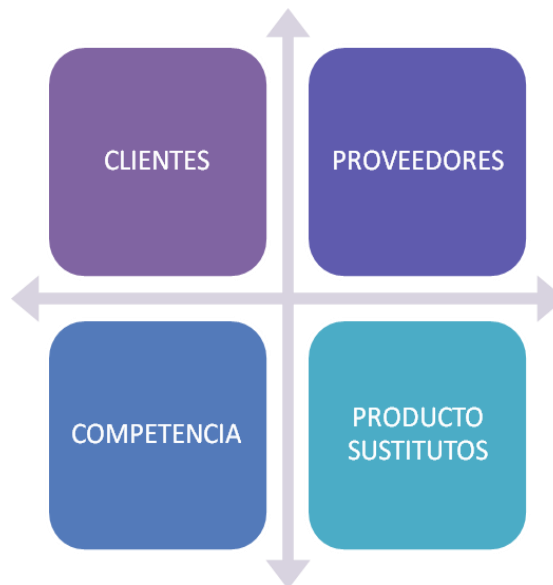 CLIENTES
PROVEEDORES
COMPETENCIA
PRODUCTO
SUSTITUTOS